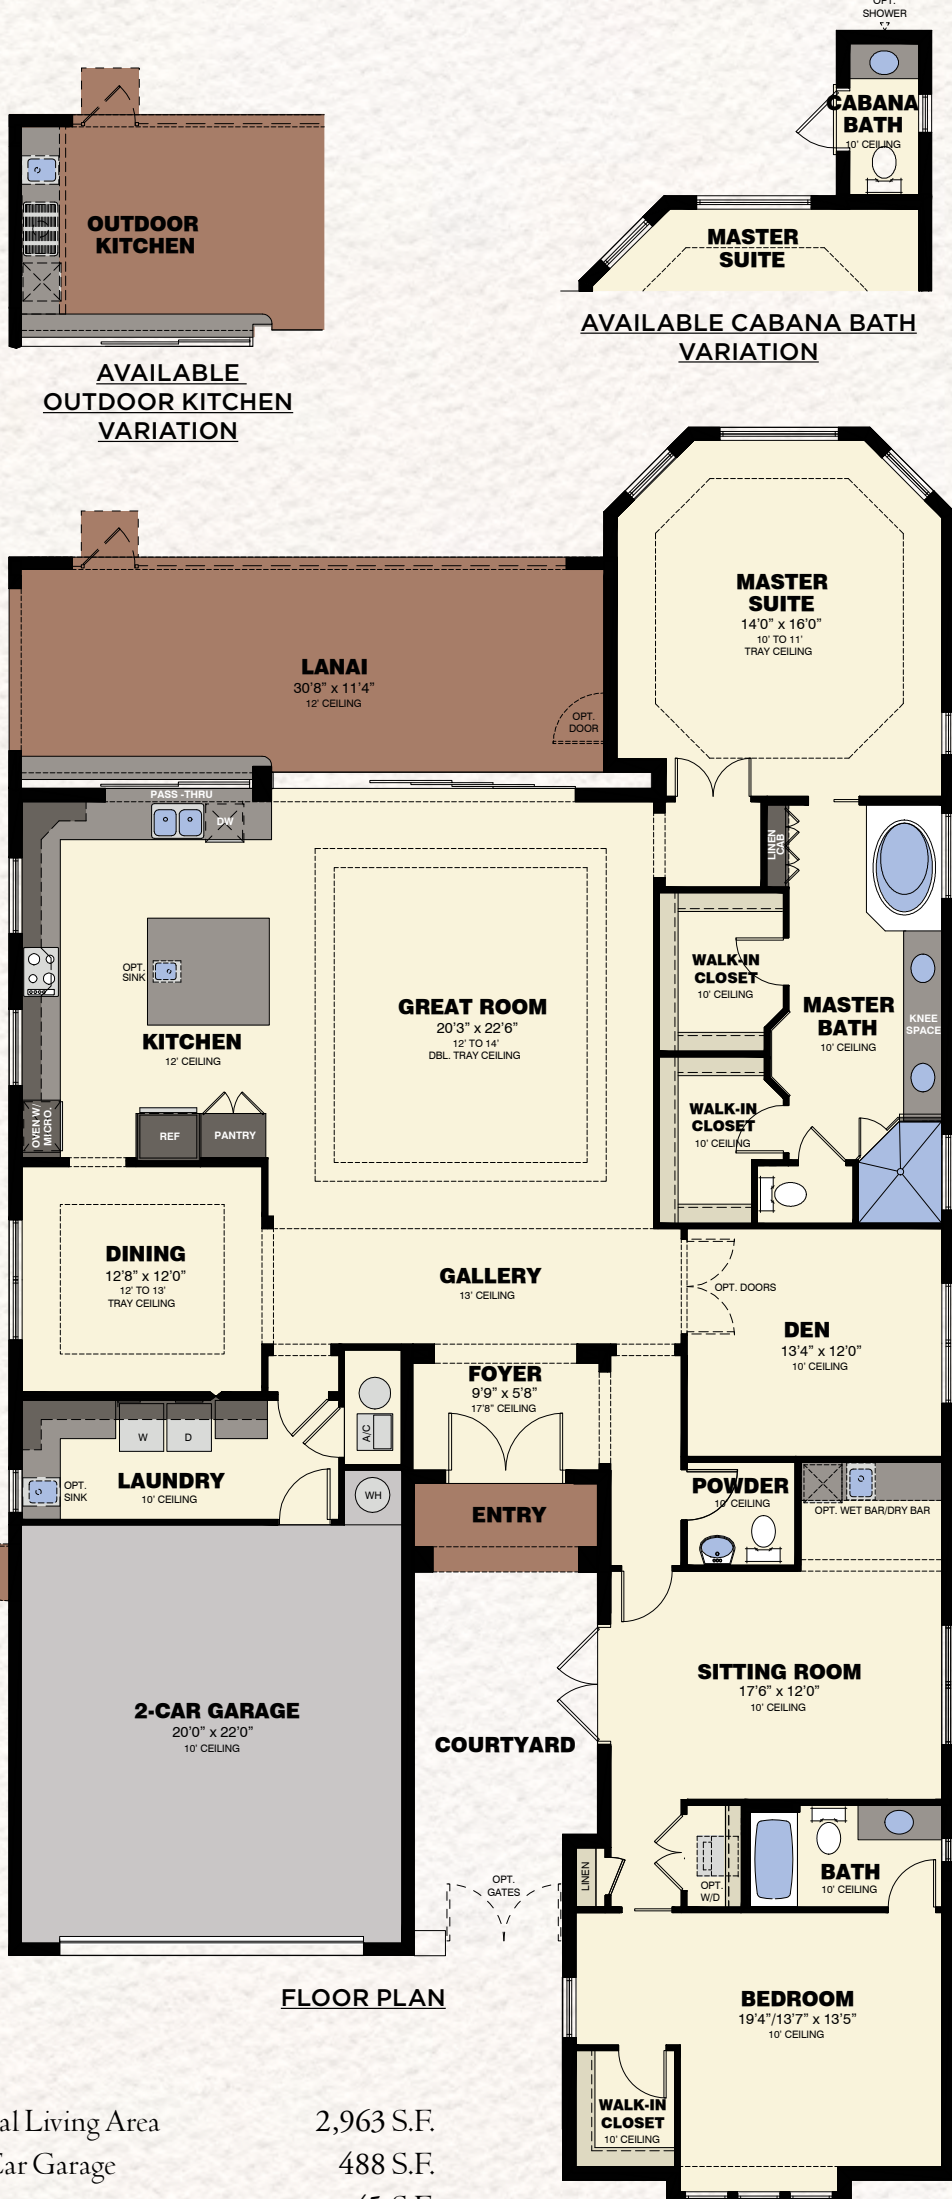 OPT.
SHOWER
CABANA
BATH
10' CEILING
OUTDOOR
KITCHEN
MASTER
SUITE
AVAILABLE CABANA BATH
VARIATION
AVAILABLE
OUTDOOR KITCHEN
VARIATION
MASTER
SUITE
14'0" x 16'0"
10' TO 11'
TRAY CEILING
LANAI
30'8" x 11'4"
12' CEILING
OPT.
DOOR
PASS -THRU
DW
LINEN
CAB
OPT.
SINK
KITCHEN
12' CEILING
GREAT ROOM
20'3" x 22'6"
12' TO 14'
DBL. TRAY CEILING
WALK-IN
CLOSET
10' CEILING
MASTER
BATH
10' CEILING
KNEE
SPACE
OVEN W/
MICRO.
REF
PANTRY
WALK-IN
CLOSET
10' CEILING
DINING
12'8" x 12'0"
12' TO 13'
TRAY CEILING
GALLERY
13' CEILING
OPT. DOORS
DEN
13'4" x 12'0"
10' CEILING
FOYER
9'9" x 5'8"
17'8" CEILING
A/C
W
D
LAUNDRY
10' CEILING
OPT.
SINK
WH
ENTRY
POWDER
10' CEILING
OPT. WET BAR/DRY BAR
SITTING ROOM
17'6" x 12'0"
10' CEILING
2-CAR GARAGE
20'0" x 22'0"
10' CEILING
COURTYARD
LINEN
OPT.
W/D
BATH
10' CEILING
OPT.
GATES
FLOOR PLAN
BEDROOM
19'4"/13'7" x 13'5"
10' CEILING
WALK-IN
CLOSET
10' CEILING
al Living Area 2,963 S.F.
Car Garage 488 S.F.